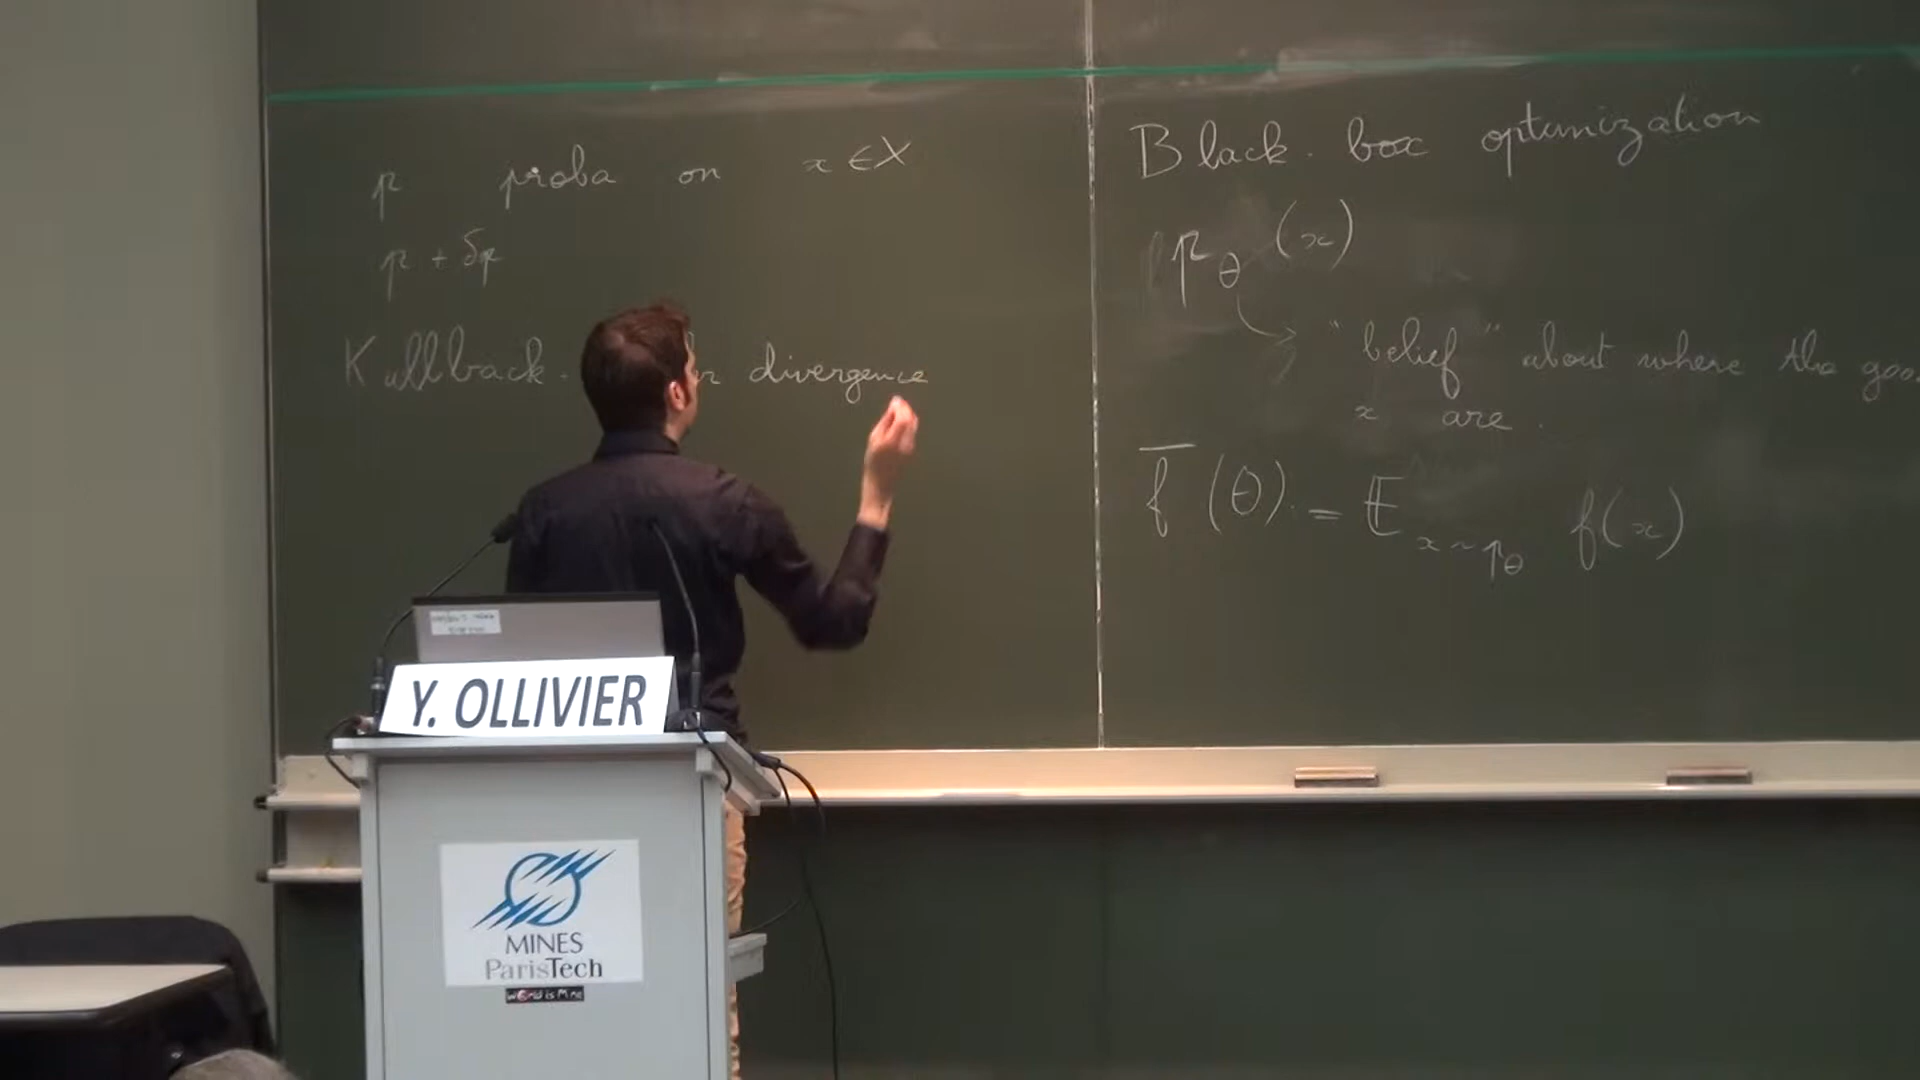 p proba on x ∈ X
p + δp
Kullback- divergence
Black-box optimization
p_θ (x)
"belief" about where the goo
x are.
f̅ (θ) = 𝔼_{x∼p_θ} f(x)
Y. OLLIVIER
MINES
ParisTech